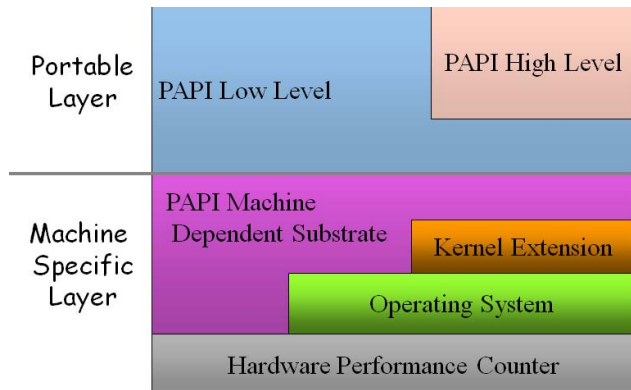 Portable
Layer
PAPI Low Level
PAPI High Level
Machine
Specific
Layer
PAPI Machine
Dependent Substrate
Kernel Extension
Operating System
Hardware Performance Counter